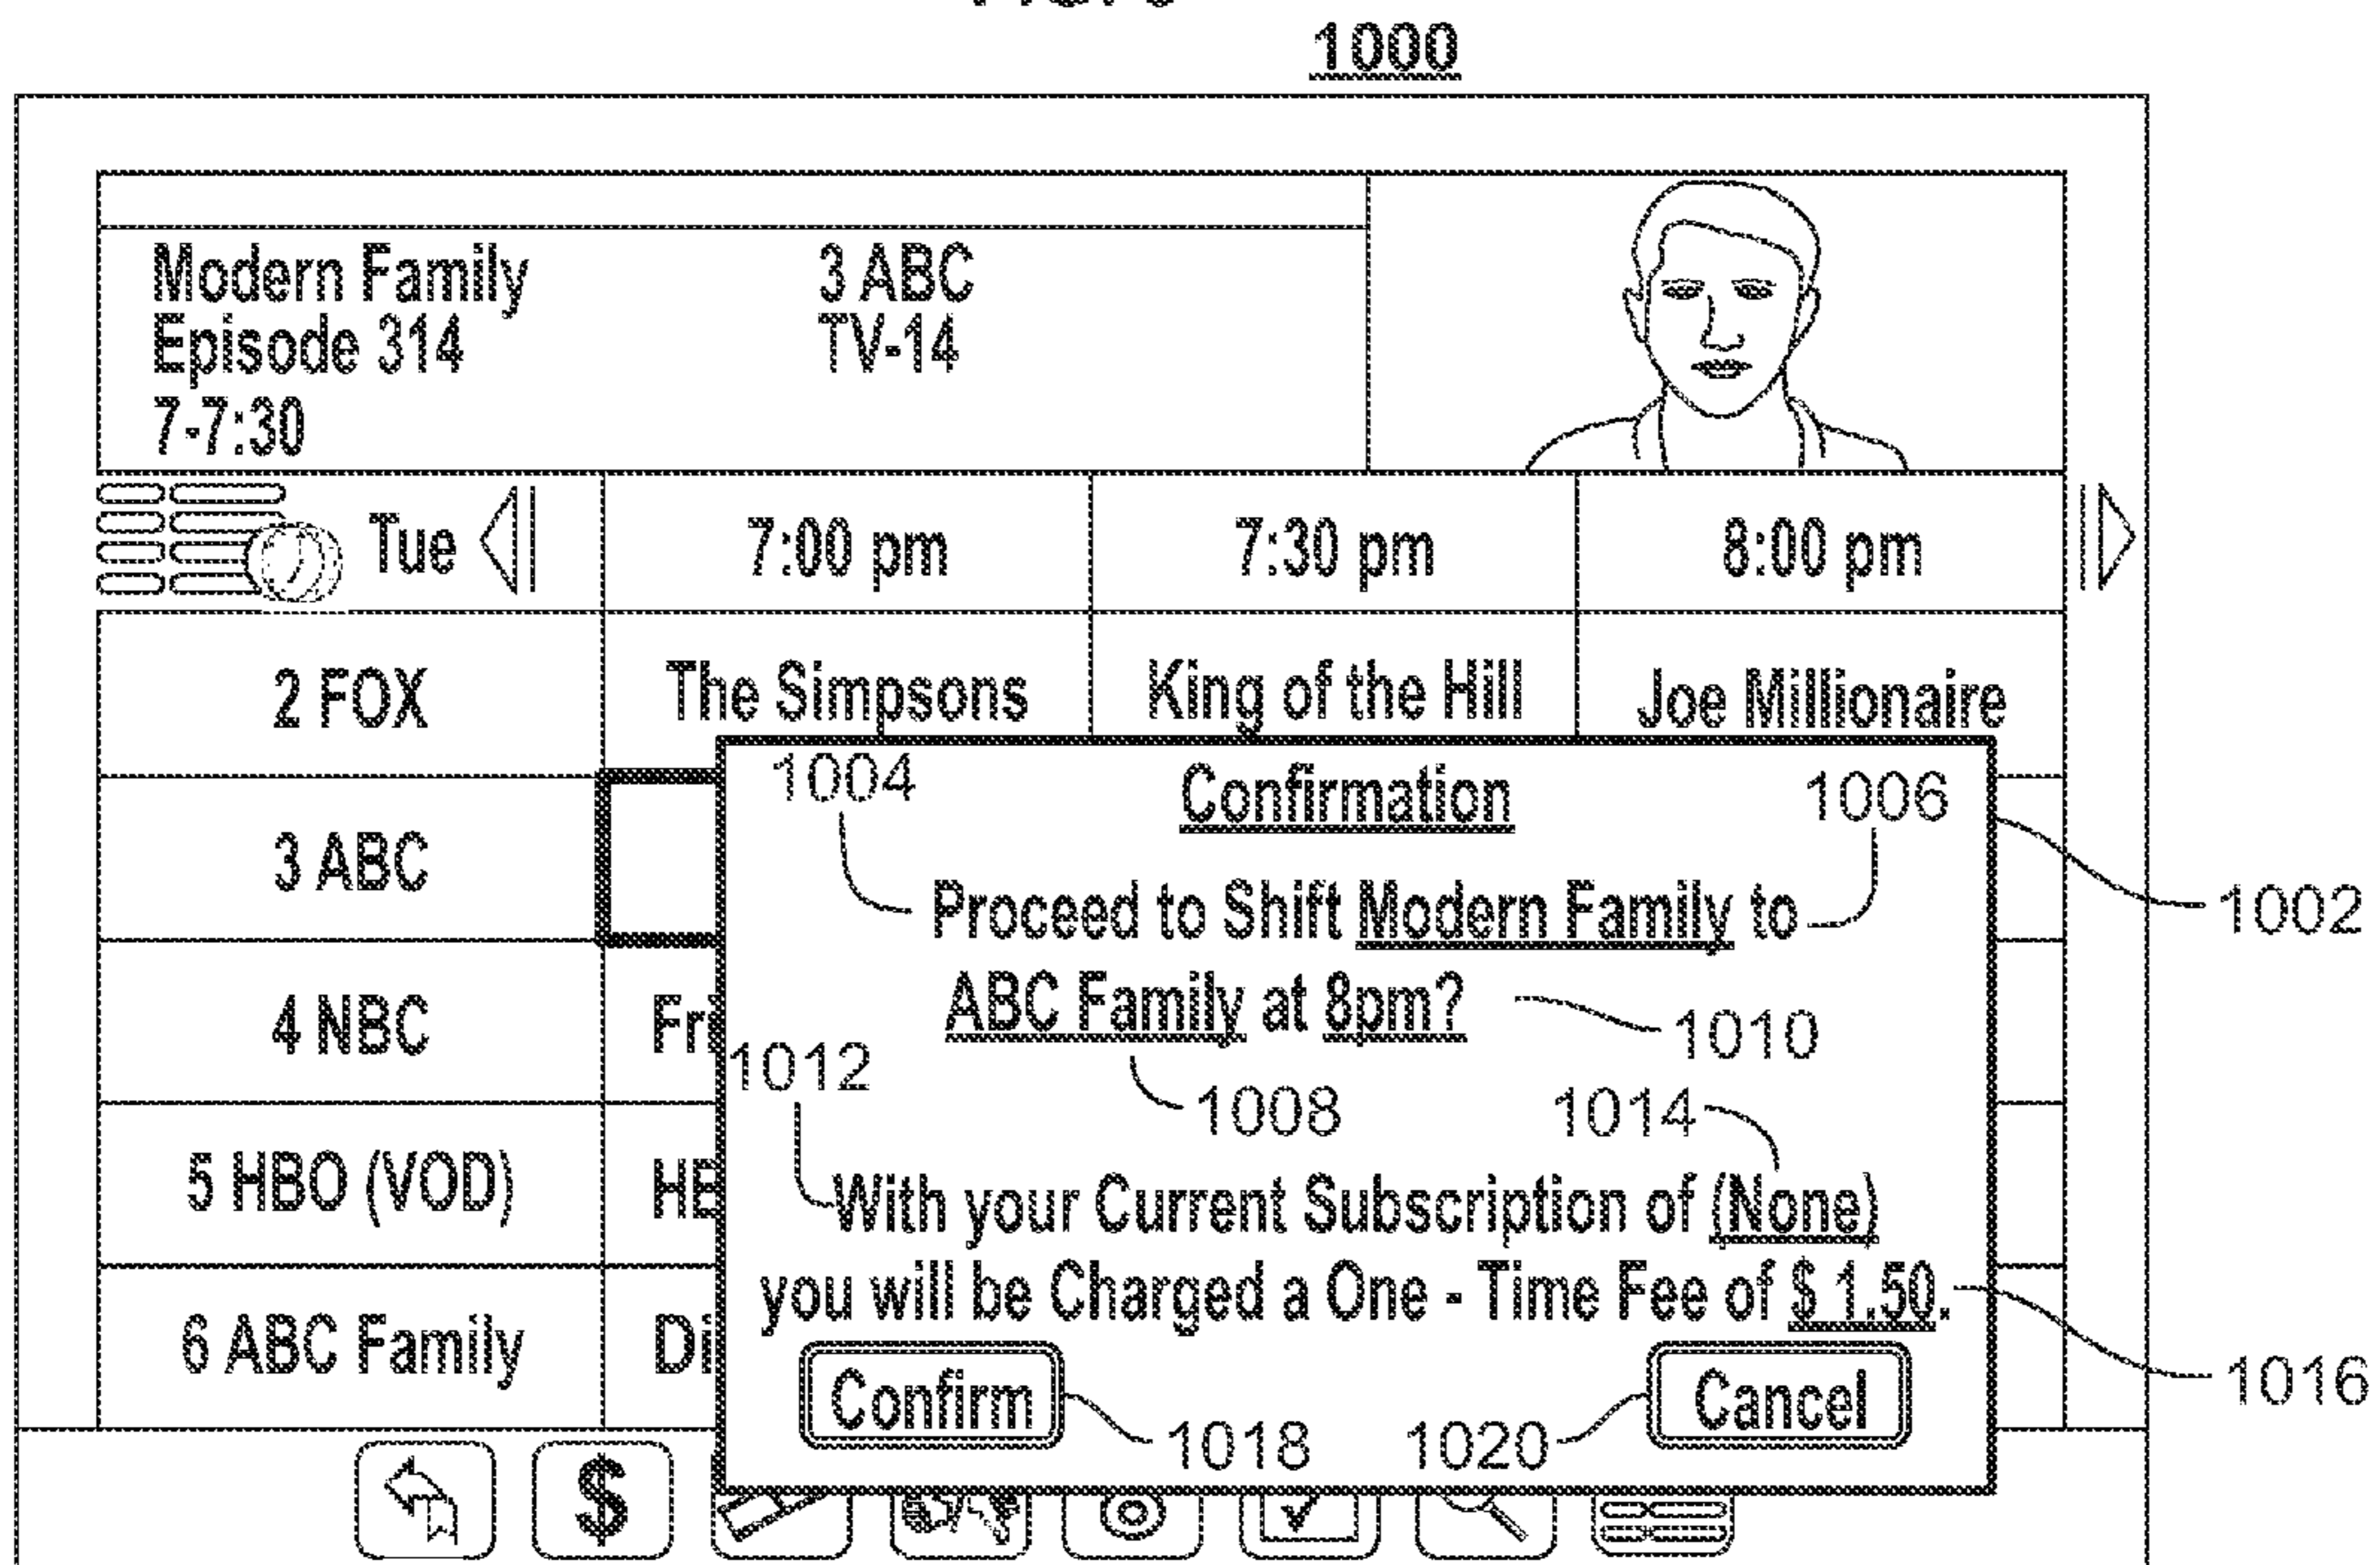 1000
Modern Family 3 ABC
Episode 314 TV-14
7-7:30
Tue 7:00 pm 7:30 pm 8:00 pm
2 FOX The Simpsons King of the Hill Joe Millionaire
1004 Confirmation 1006
3 ABC
Proceed to Shift Modern Family to 1002
4 NBC ABC Family at 8pm? 1010
1012 1008 1014
5 HBO (VOD) With your Current Subscription of (None)
you will be Charged a One - Time Fee of $ 1.50.
6 ABC Family 1016
Confirm 1018 1020 Cancel
$